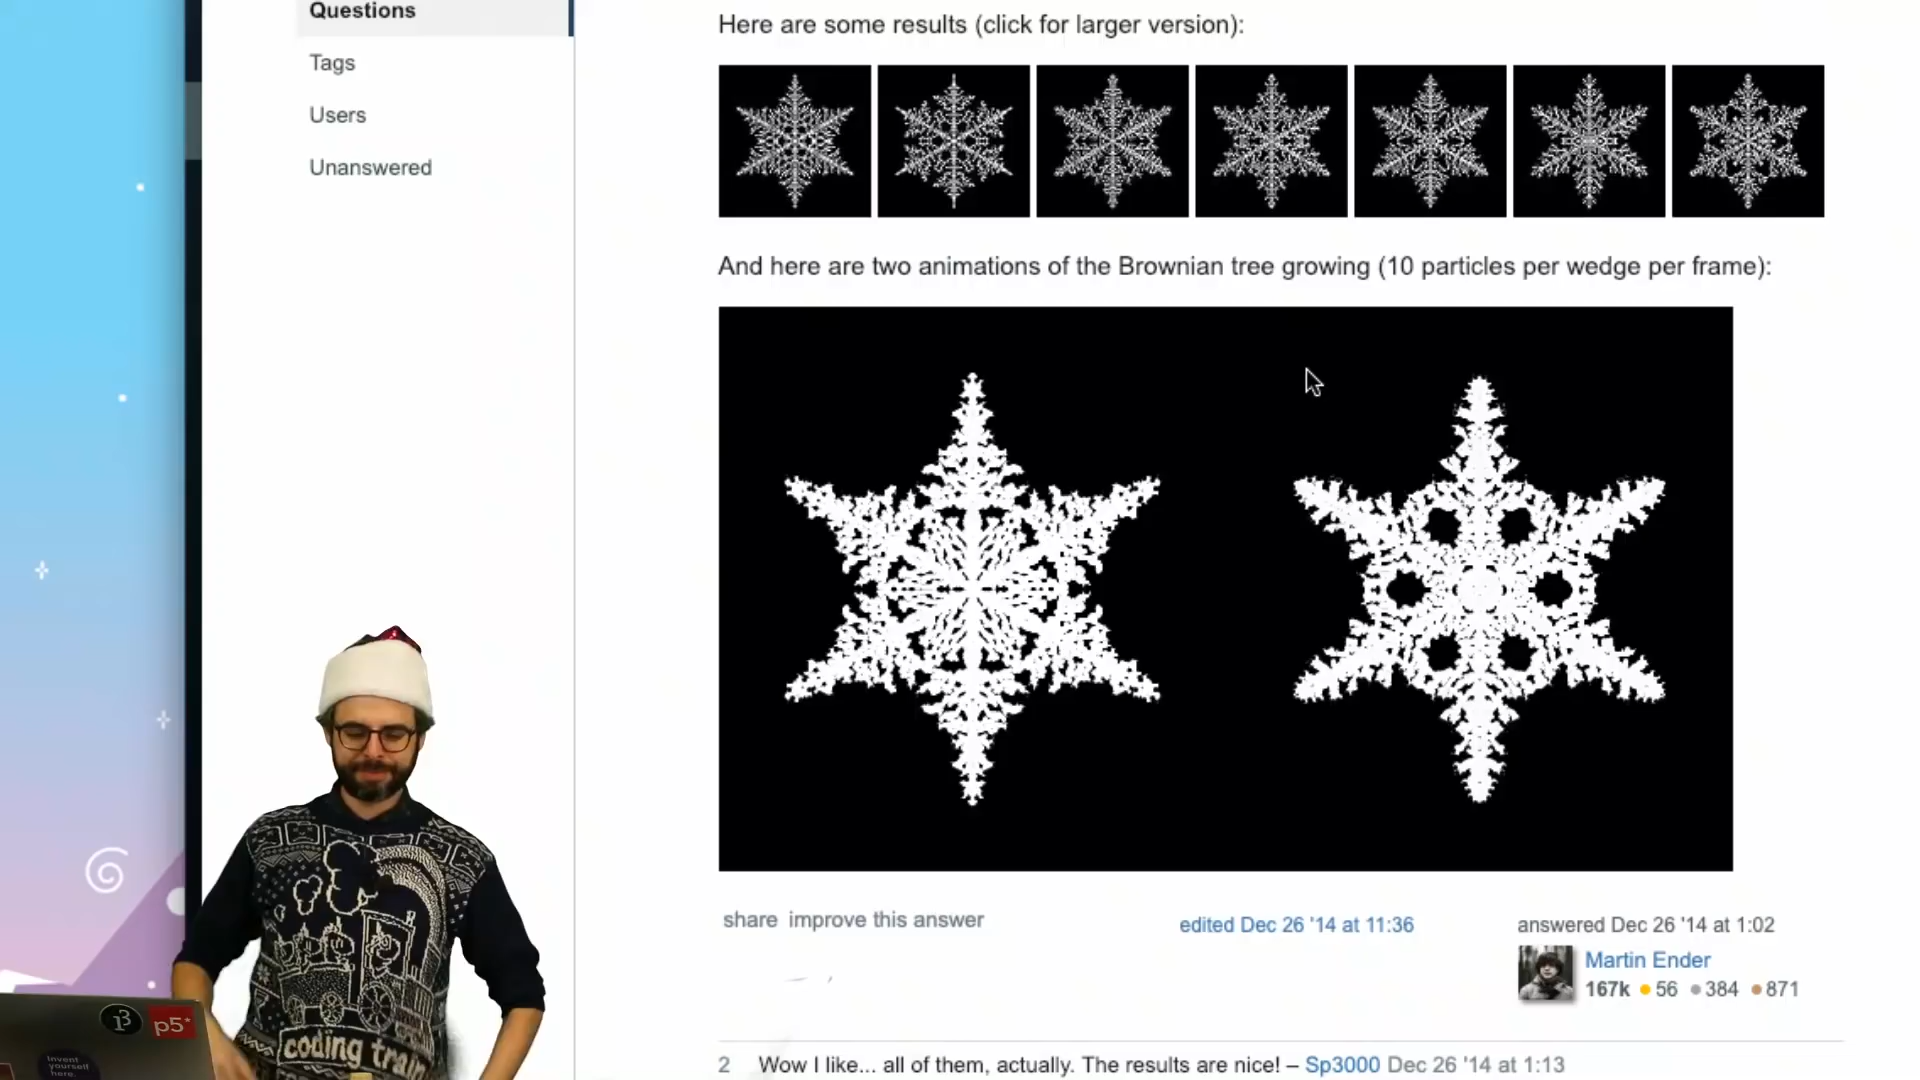 Questions
Tags
Users
Unanswered
Here are some results (click for larger version):
And here are two animations of the Brownian tree growing (10 particles per wedge per frame):
share improve this answer
edited Dec 26 '14 at 11:36
answered Dec 26 '14 at 1:02
Martin Ender
167k 56 384 871
2 Wow I like... all of them, actually. The results are nice! – Sp3000 Dec 26 '14 at 1:13
p5*
Invent
yourself
here.
coding train